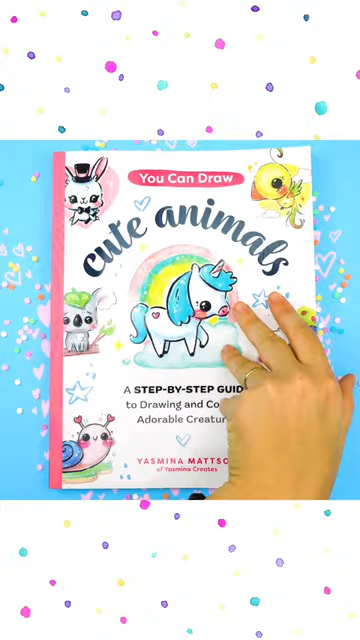 You Can Draw
cute animals
A STEP-BY-STEP GUID
to Drawing and Co
Adorable Creatur
YASMINA MATTSO
of Yasmina Creates